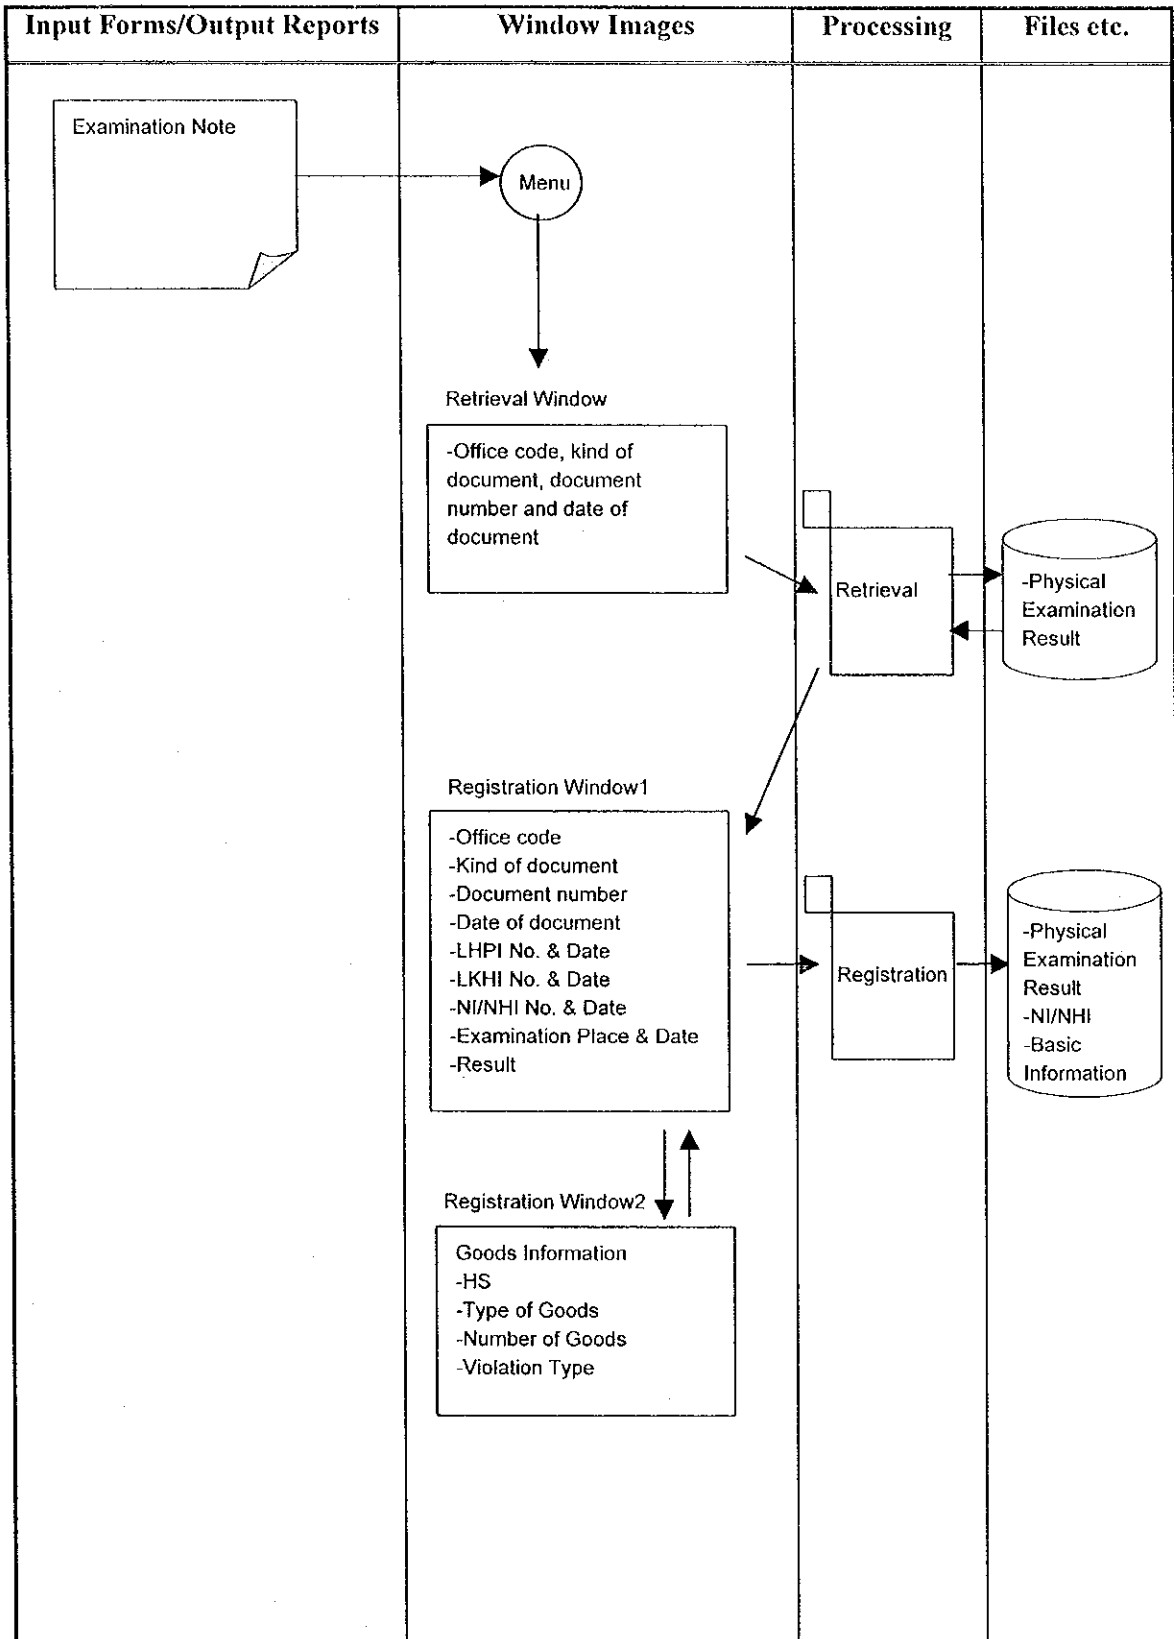 Input Forms/Output Reports
Window Images
Processing
Files etc.
Examination Note
Menu
Retrieval Window
-Office code, kind of
document, document
number and date of
document
Retrieval
-Physical
Examination
Result
Registration Window1
-Office code
-Kind of document
-Document number
-Date of document
-LHPI No. & Date
-LKHI No. & Date
-NI/NHI No. & Date
-Examination Place & Date
-Result
Registration
-Physical
Examination
Result
-NI/NHI
-Basic
Information
Registration Window2
Goods Information
-HS
-Type of Goods
-Number of Goods
-Violation Type